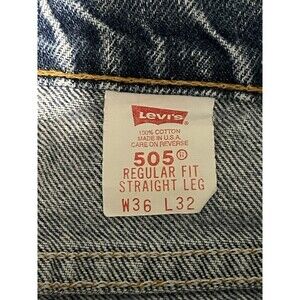 Levi's®
100% COTTON
MADE IN U.S.A.
CARE ON REVERSE
505®
REGULAR FIT
STRAIGHT LEG
W36 L32